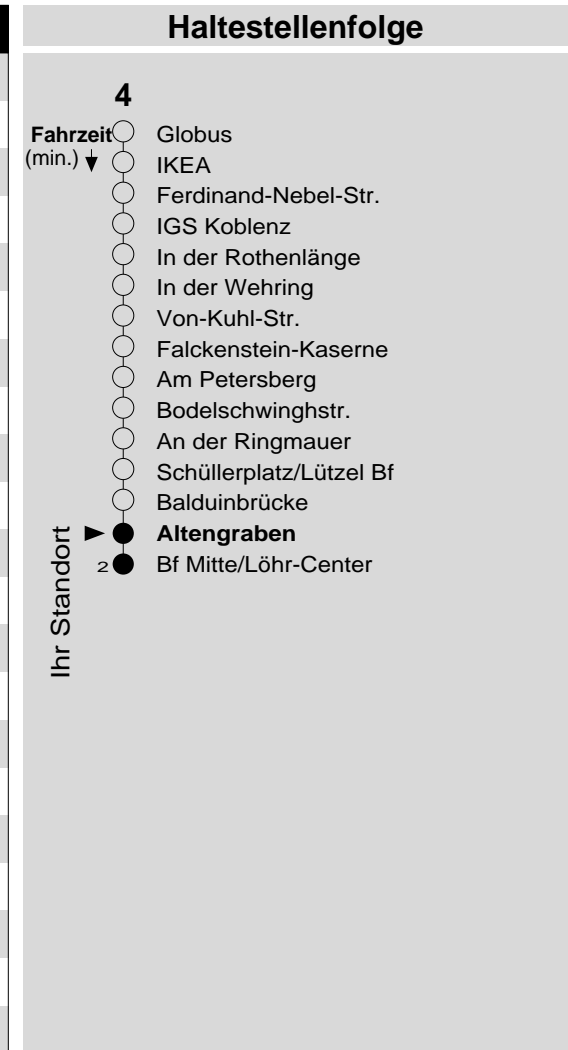 Haltestellenfolge
4
Fahrzeit
(min.)
Globus
IKEA
Ferdinand-Nebel-Str.
IGS Koblenz
In der Rothenlänge
In der Wehring
Von-Kuhl-Str.
Falckenstein-Kaserne
Am Petersberg
Bodelschwinghstr.
An der Ringmauer
Schüllerplatz/Lützel Bf
Balduinbrücke
Altengraben
2 Bf Mitte/Löhr-Center
Ihr Standort